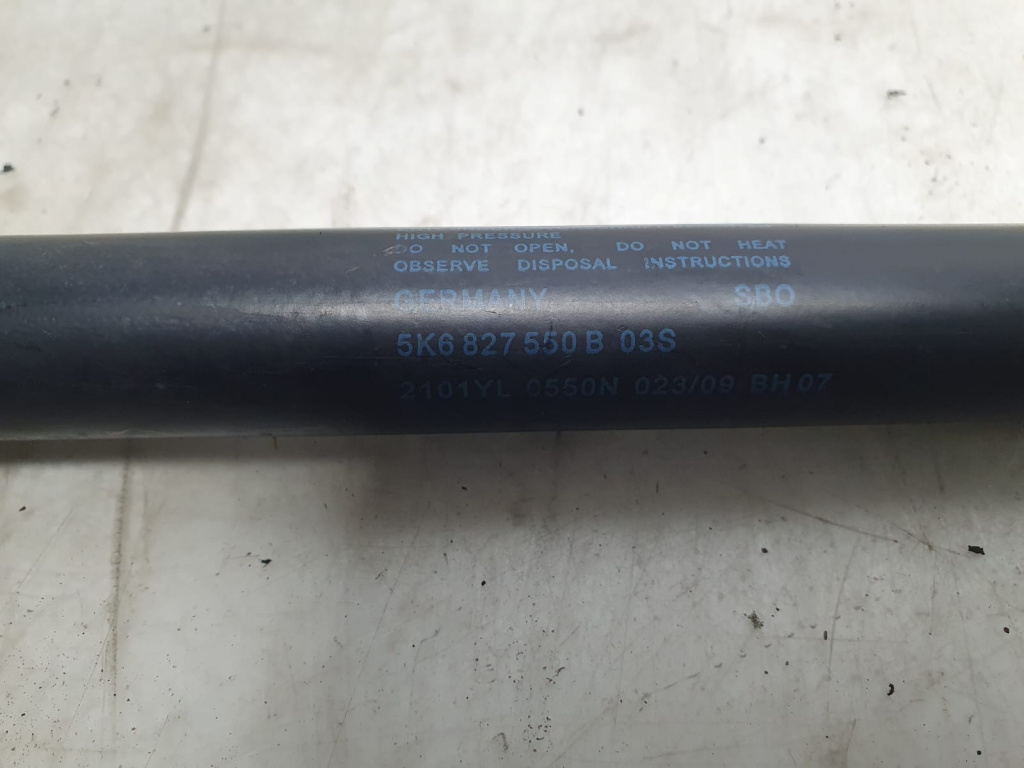 HIGH PRESSURE
DO NOT OPEN, DO NOT HEAT
OBSERVE DISPOSAL INSTRUCTIONS
GERMANY SBO
5K6 827 550 B 03S
2101YL 0550N 023/09 BH07